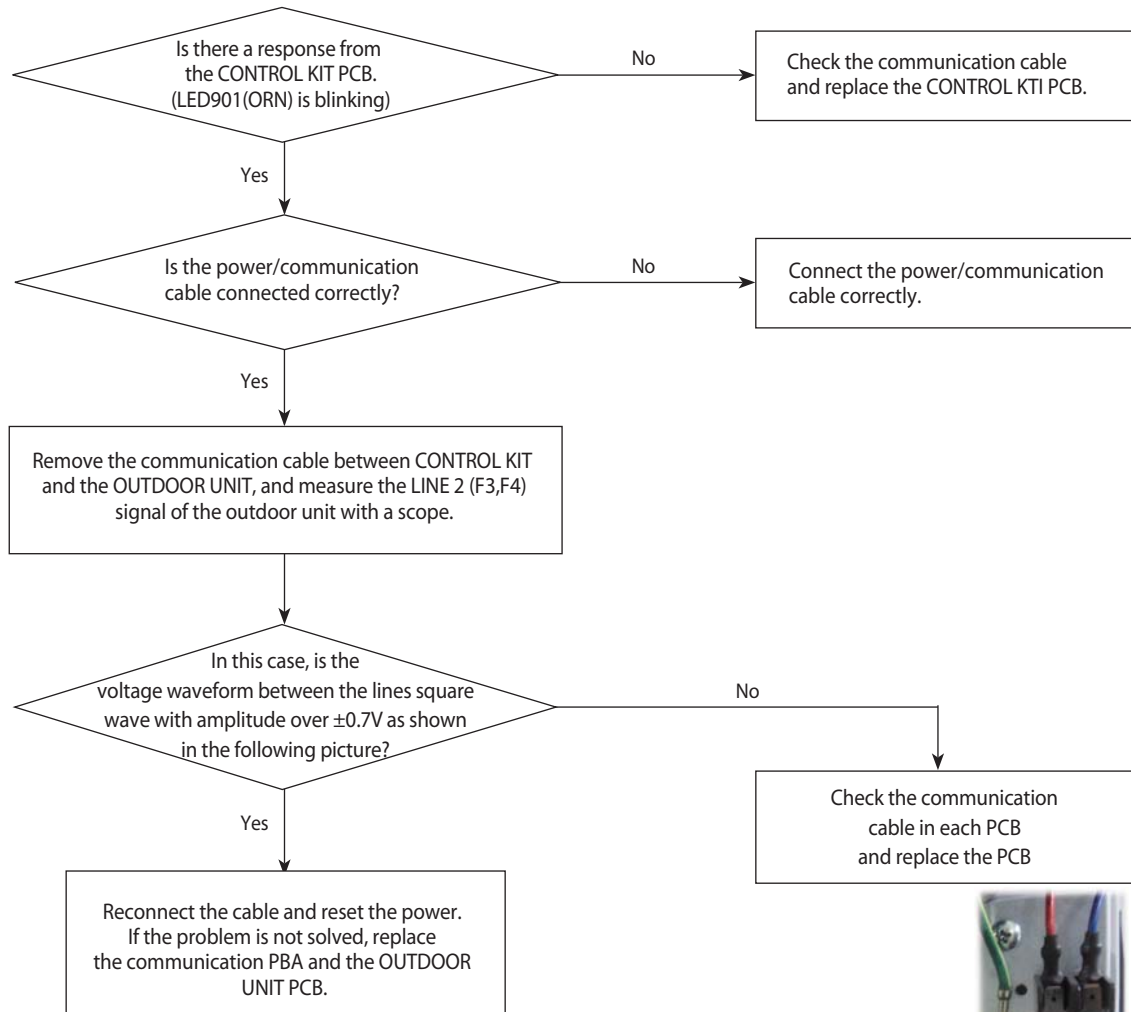 Is there a response from
the CONTROL KIT PCB.
(LED901(ORN) is blinking)
No
Check the communication cable
and replace the CONTROL KTI PCB.
Yes
Is the power/communication
cable connected correctly?
No
Connect the power/communication
cable correctly.
Yes
Remove the communication cable between CONTROL KIT
and the OUTDOOR UNIT, and measure the LINE 2 (F3,F4)
signal of the outdoor unit with a scope.
In this case, is the
voltage waveform between the lines square
wave with amplitude over ±0.7V as shown
in the following picture?
No
Check the communication
cable in each PCB
and replace the PCB
Yes
Reconnect the cable and reset the power.
If the problem is not solved, replace
the communication PBA and the OUTDOOR
UNIT PCB.